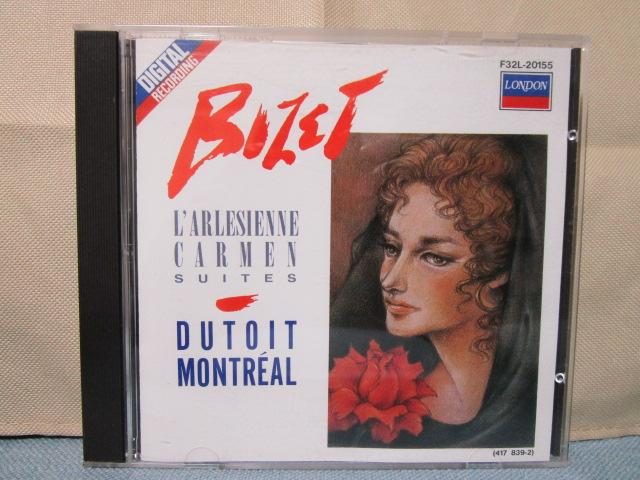 DIGITAL
RECORDING
F32L-20155
LONDON
BIZET
L'ARLESIENNE
CARMEN
SUITES
DUTOIT
MONTRÉAL
(417 839-2)